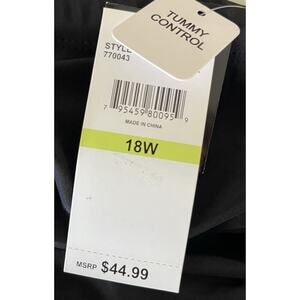 TUMMY
CONTROL
STYLE
770043
7 95459 80095 9
MADE IN CHINA
18W
MSRP $44.99